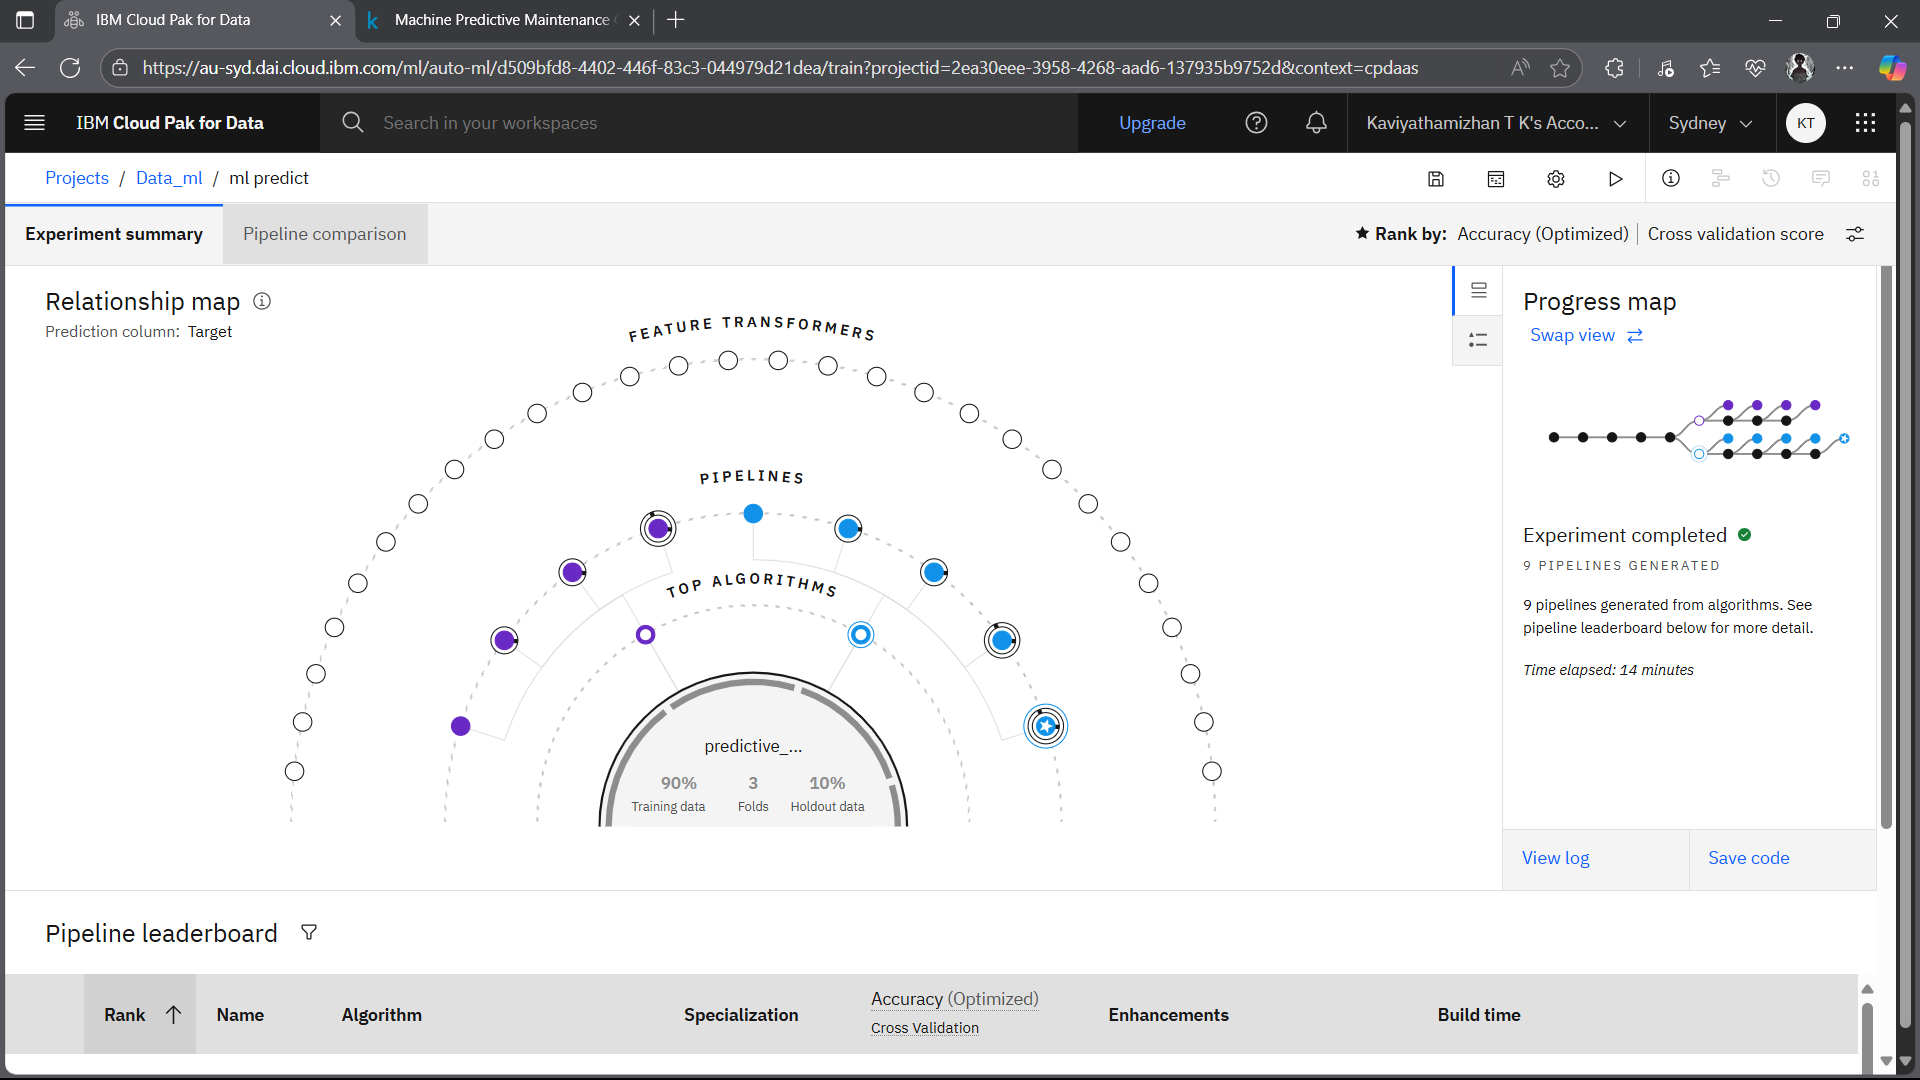 IBM Cloud Pak for Data
Machine Predictive Maintenance
https://au-syd.dai.cloud.ibm.com/ml/auto-ml/d509bfd8-4402-446f-83c3-044979d21dea/train?projectid=2ea30eee-3958-4268-aad6-137935b9752d&context=cpdaas
IBM Cloud Pak for Data
Search in your workspaces
Upgrade
Kaviyathamizhan T K's Acco...
Sydney
KT
Projects / Data_ml / ml predict
Experiment summary
Pipeline comparison
Rank by: Accuracy (Optimized) | Cross validation score
Relationship map
Prediction column: Target
FEATURE TRANSFORMERS
PIPELINES
TOP ALGORITHMS
predictive_...
90% 3 10%
Training data Folds Holdout data
Progress map
Swap view
Experiment completed
9 PIPELINES GENERATED
9 pipelines generated from algorithms. See
pipeline leaderboard below for more detail.
Time elapsed: 14 minutes
View log
Save code
Pipeline leaderboard
Rank
Name
Algorithm
Specialization
Accuracy (Optimized)
Cross Validation
Enhancements
Build time